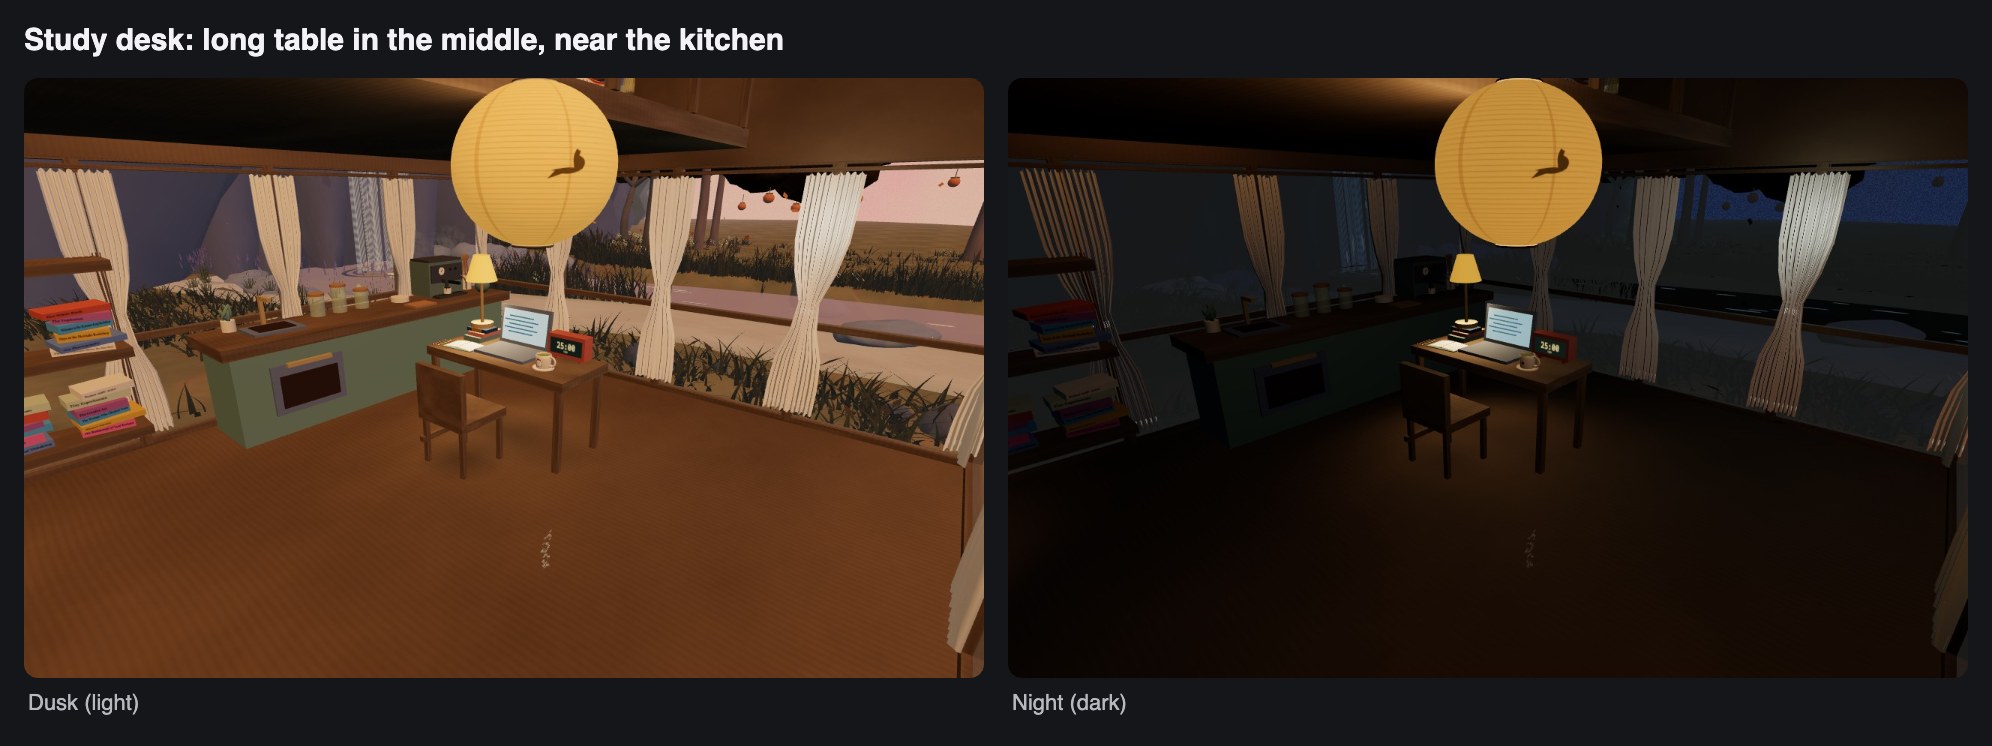 Study desk: long table in the middle, near the kitchen
25:00
25:00
Dusk (light)
Night (dark)